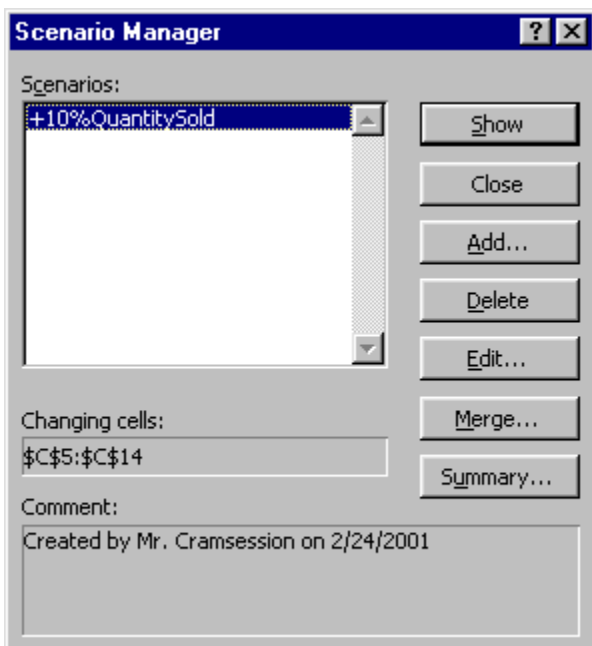 Scenario Manager
?
Scenarios:
+10%QuantitySold
Show
Close
Add...
Delete
Edit...
Changing cells:
Merge...
$C$5:$C$14
Summary...
Comment:
Created by Mr. Cramsession on 2/24/2001